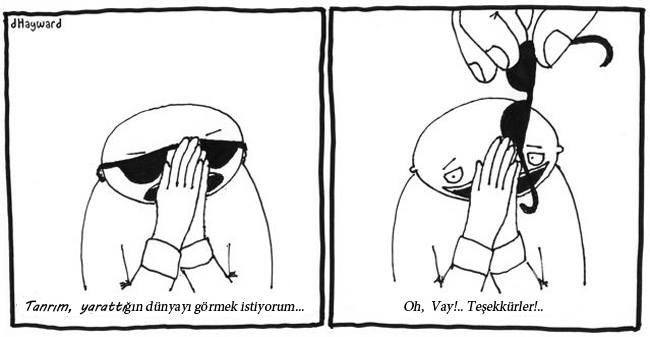 dHayward
Tanrım, yarattığın dünyayı görmek istiyorum...
Oh, Vay!.. Teşekkürler!..